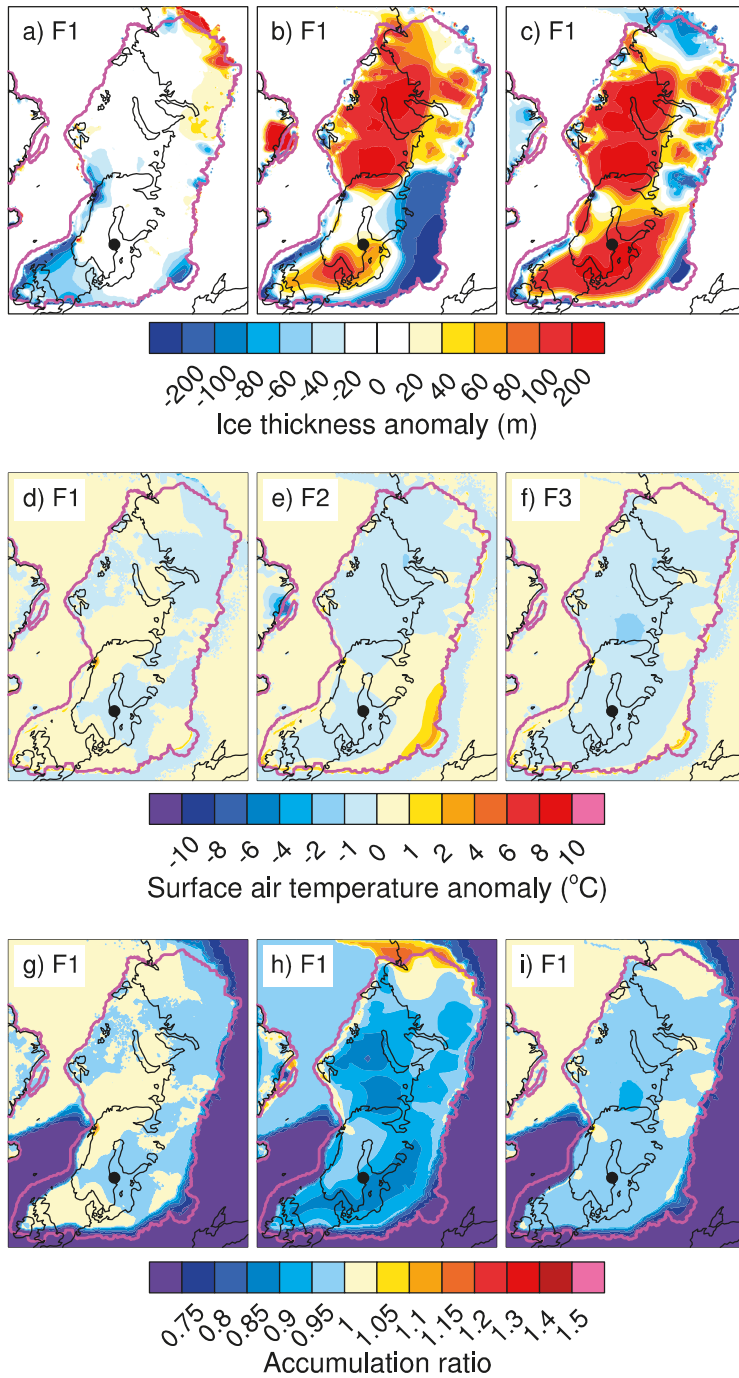 a) F1 b) F1 c) F1
-200 -100 -80 -60 -40 -20 0 20 40 60 80 100 200
Ice thickness anomaly (m)
d) F1 e) F2 f) F3
-10 -8 -6 -4 -2 -1 0 1 2 4 6 8 10
Surface air temperature anomaly (°C)
g) F1 h) F1 i) F1
0.75 0.8 0.85 0.9 0.95 1 1.05 1.1 1.15 1.2 1.3 1.4 1.5
Accumulation ratio